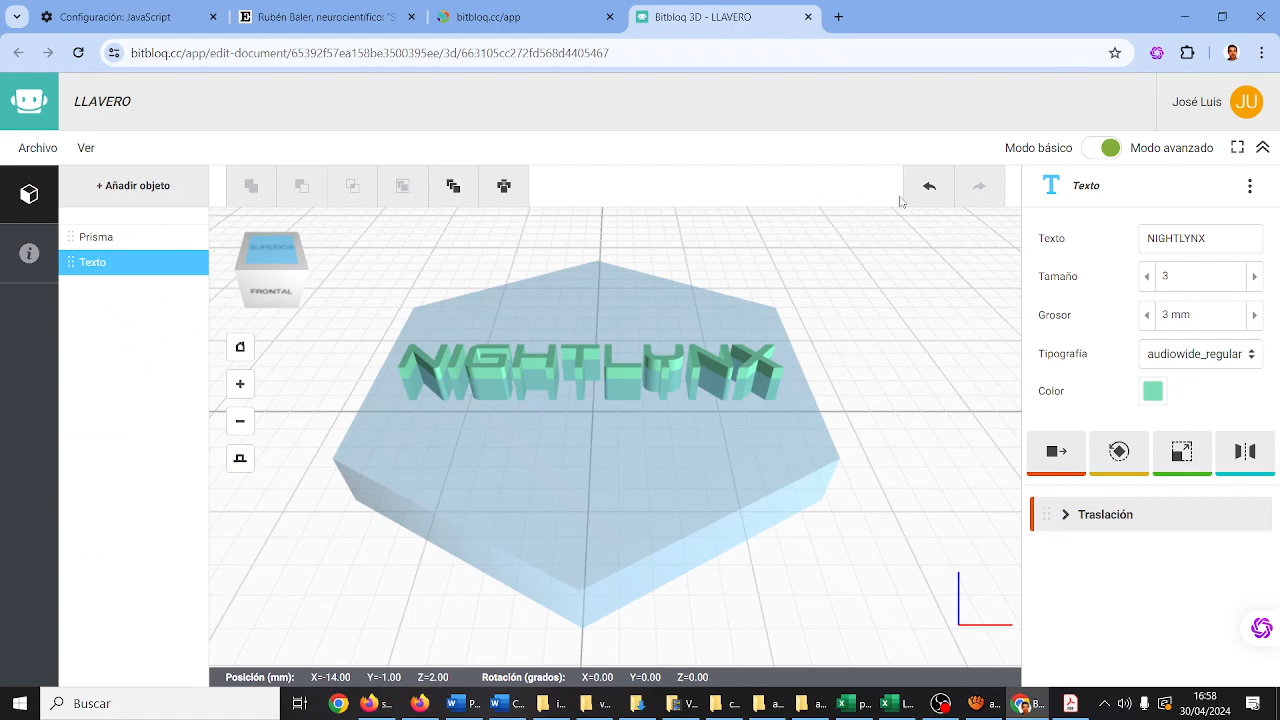 Configuración JavaScript
Rubén Baler, neurocientífico: "S
bitbloq.cc/app
Bitbloq 3D - LLAVERO
bitbloq.cc/app/edit-document/65392f57ea158be3500395ee/3d/663105cc272fd568d4405467
LLAVERO
José Luis
JU
Archivo
Ver
Modo básico
Modo avanzado
+ Añadir objeto
Texto
Prisma
Texto
SUPERIOR
FRONTAL
NIGHTLYNX
Texto
NIGHTLYNX
Tamaño
3
Grosor
3 mm
Tipografía
audiowide_regular
Color
Traslación
Posición (mm):
X=-14.00
Y=-1.00
Z=2.00
Rotación (grados):
X=0.00
Y=0.00
Z=0.00
Buscar
P...
C...
i...
v...
V...
c...
a...
a...
p...
L...
a...
B...
16:58
30/04/2024